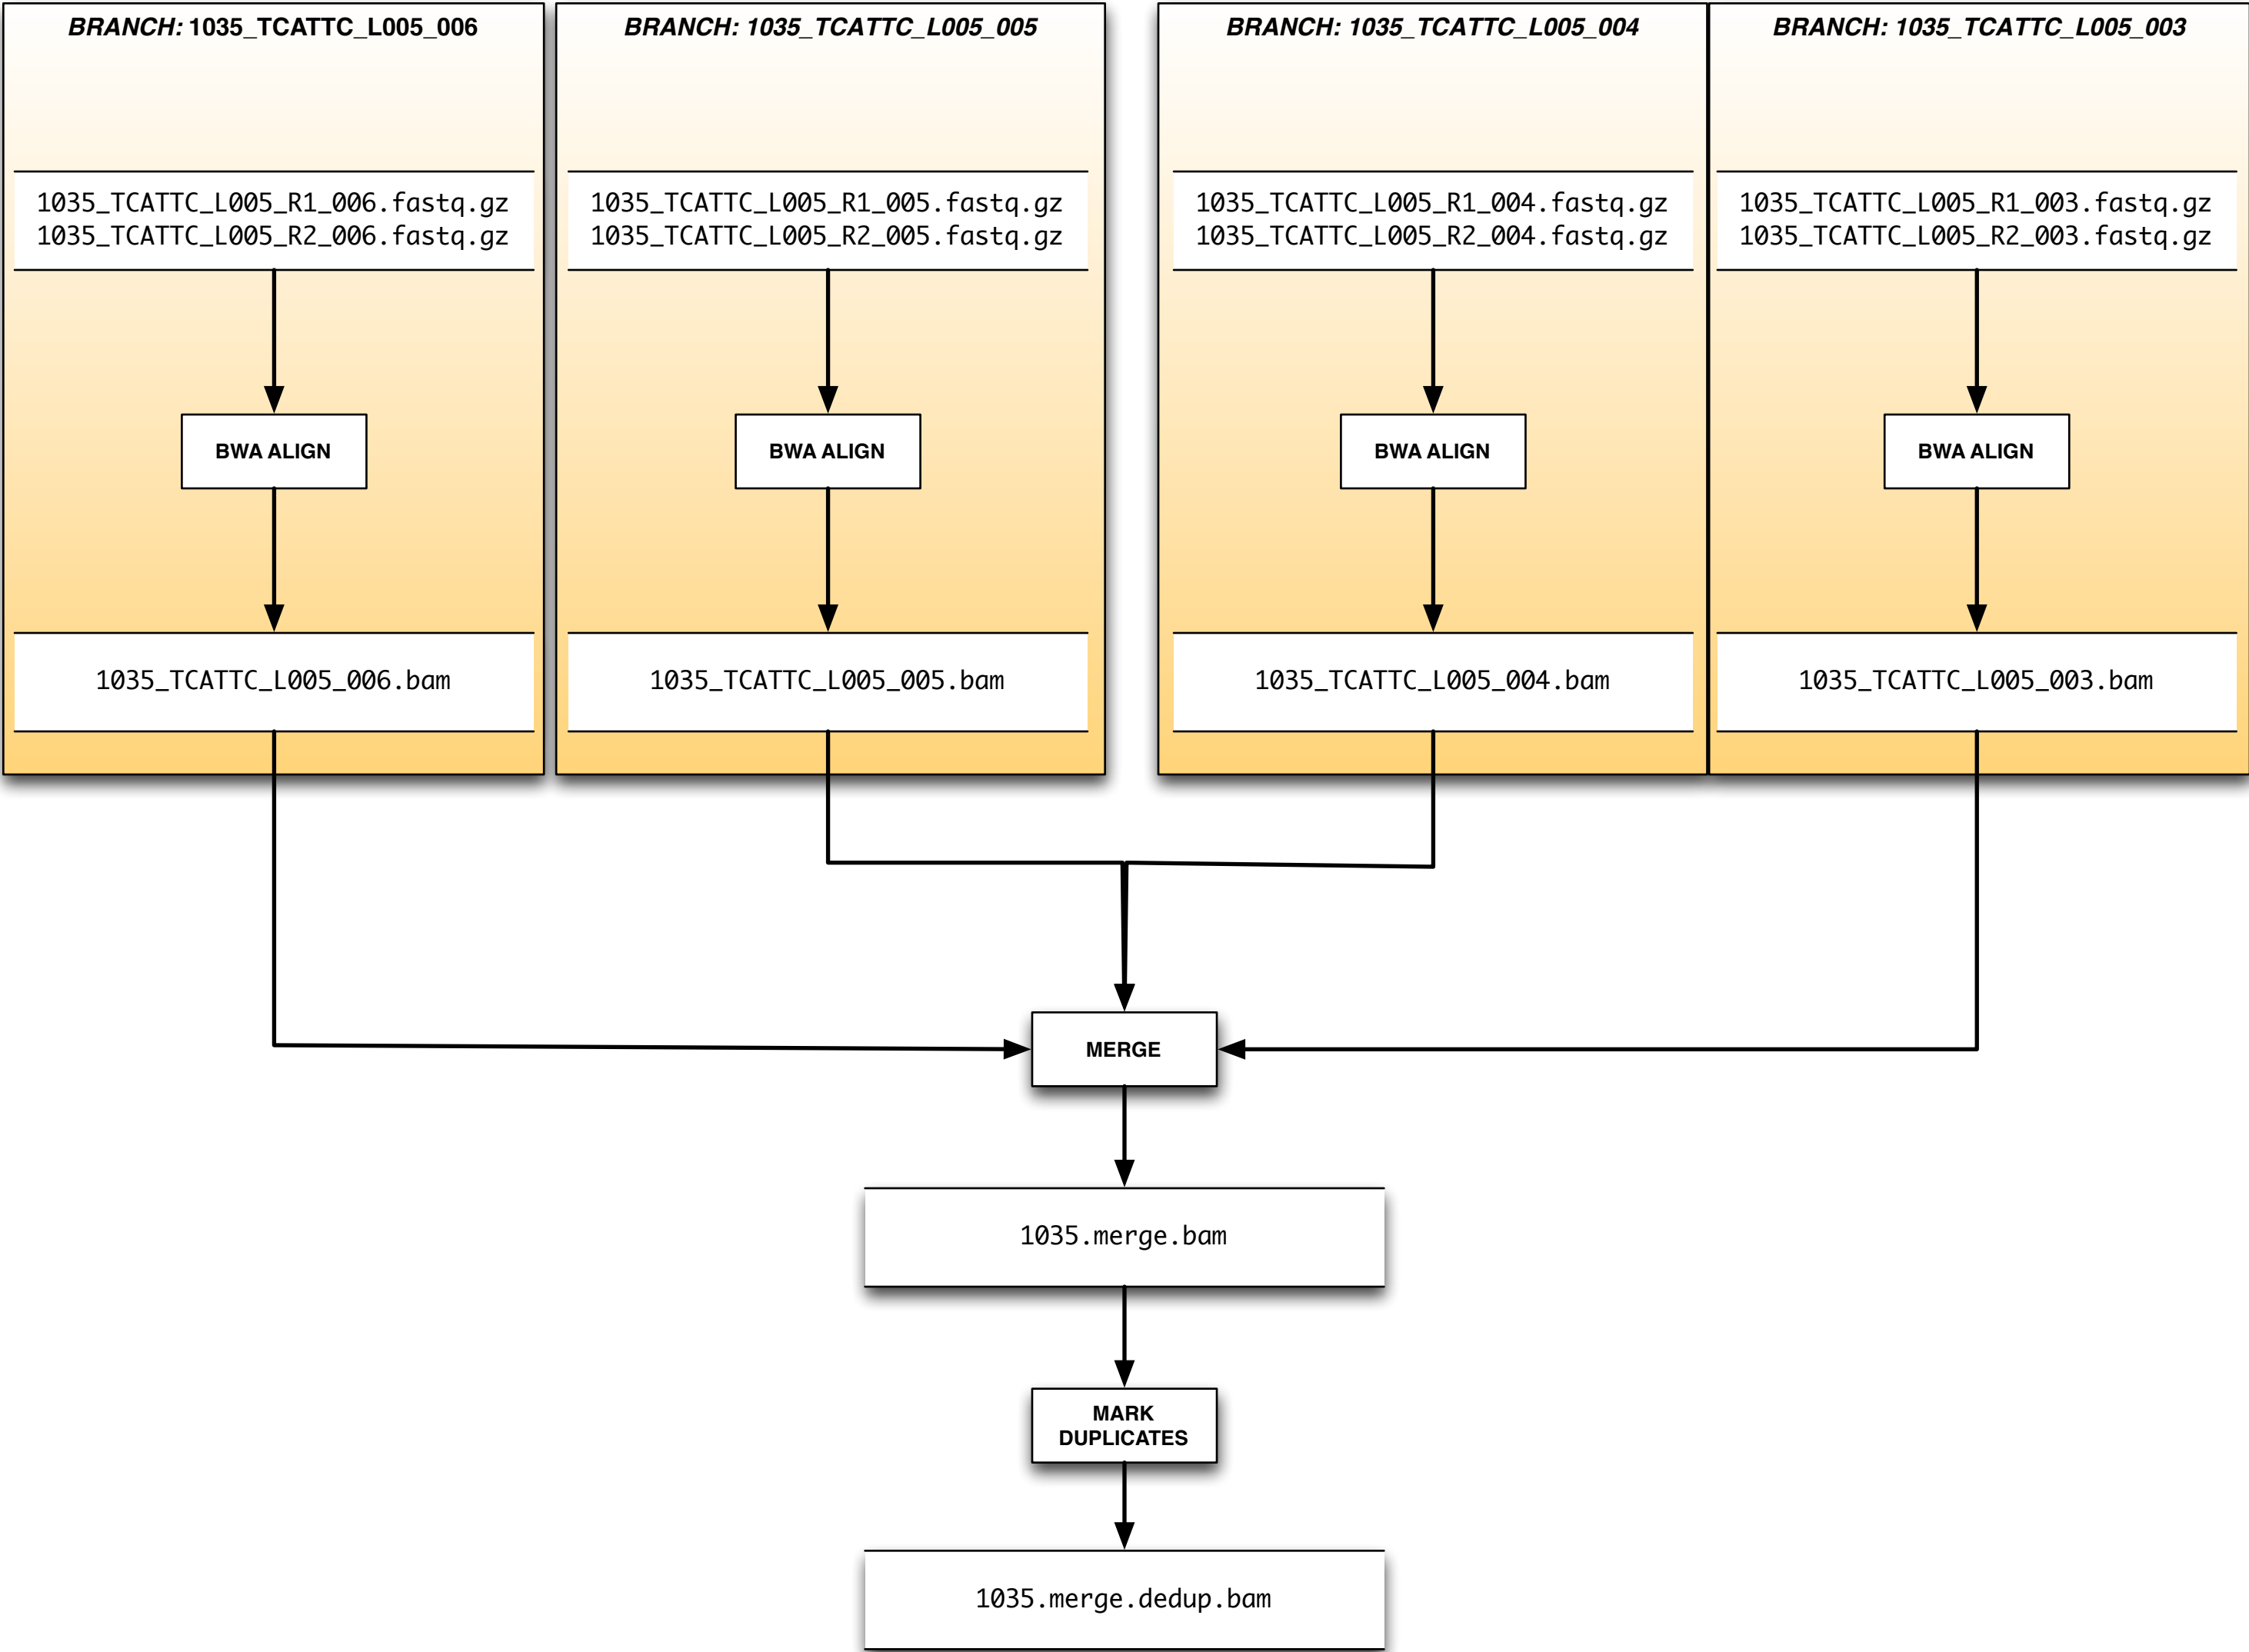 BRANCH: 1035_TCATTC_L005_006
BRANCH: 1035_TCATTC_L005_005
BRANCH: 1035_TCATTC_L005_004
BRANCH: 1035_TCATTC_L005_003
1035_TCATTC_L005_R1_006.fastq.gz
1035_TCATTC_L005_R2_006.fastq.gz
1035_TCATTC_L005_R1_005.fastq.gz
1035_TCATTC_L005_R2_005.fastq.gz
1035_TCATTC_L005_R1_004.fastq.gz
1035_TCATTC_L005_R2_004.fastq.gz
1035_TCATTC_L005_R1_003.fastq.gz
1035_TCATTC_L005_R2_003.fastq.gz
BWA ALIGN
BWA ALIGN
BWA ALIGN
BWA ALIGN
1035_TCATTC_L005_006.bam
1035_TCATTC_L005_005.bam
1035_TCATTC_L005_004.bam
1035_TCATTC_L005_003.bam
MERGE
1035.merge.bam
MARK
DUPLICATES
1035.merge.dedup.bam